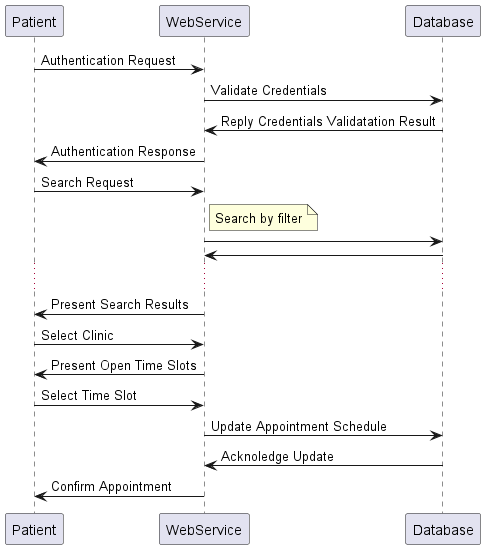 Patient WebService Database
Authentication Request
Validate Credentials
Reply Credentials Validatation Result
Authentication Response
Search Request
Search by filter
Present Search Results
Select Clinic
Present Open Time Slots
Select Time Slot
Update Appointment Schedule
Acknoledge Update
Confirm Appointment
Patient WebService Database